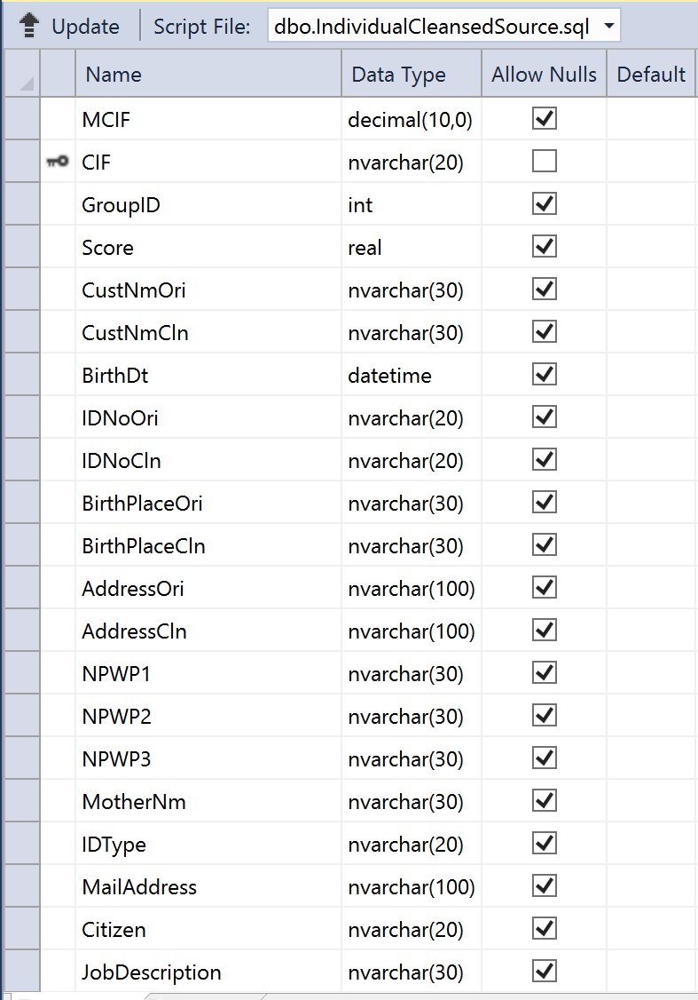 Update Script File: dbo.IndividualCleansedSource.sql
Name Data Type Allow Nulls Default
MCIF decimal(10,0)
CIF nvarchar(20)
GroupID int
Score real
CustNmOri nvarchar(30)
CustNmCln nvarchar(30)
BirthDt datetime
IDNoOri nvarchar(20)
IDNoCln nvarchar(20)
BirthPlaceOri nvarchar(30)
BirthPlaceCln nvarchar(30)
AddressOri nvarchar(100)
AddressCln nvarchar(100)
NPWP1 nvarchar(30)
NPWP2 nvarchar(30)
NPWP3 nvarchar(30)
MotherNm nvarchar(30)
IDType nvarchar(20)
MailAddress nvarchar(100)
Citizen nvarchar(20)
JobDescription nvarchar(30)